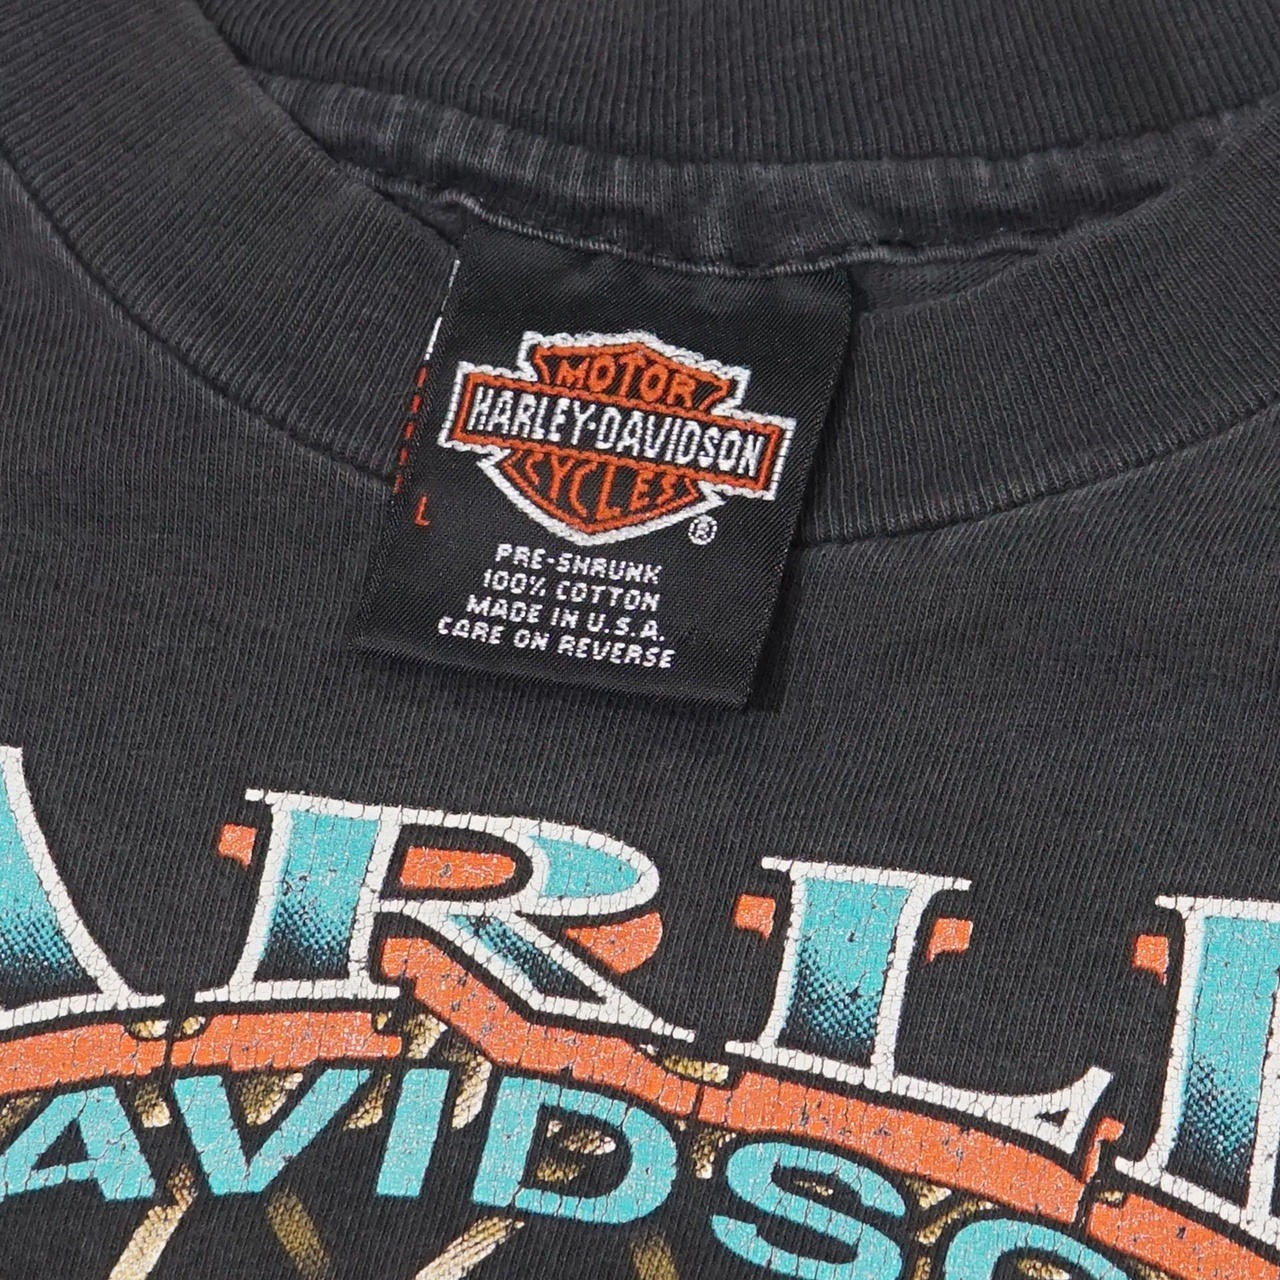 MOTOR
HARLEY-DAVIDSON
CYCLES
®
L
PRE-SHRUNK
100% COTTON
MADE IN U.S.A.
CARE ON REVERSE
ARLE
AVIDSO